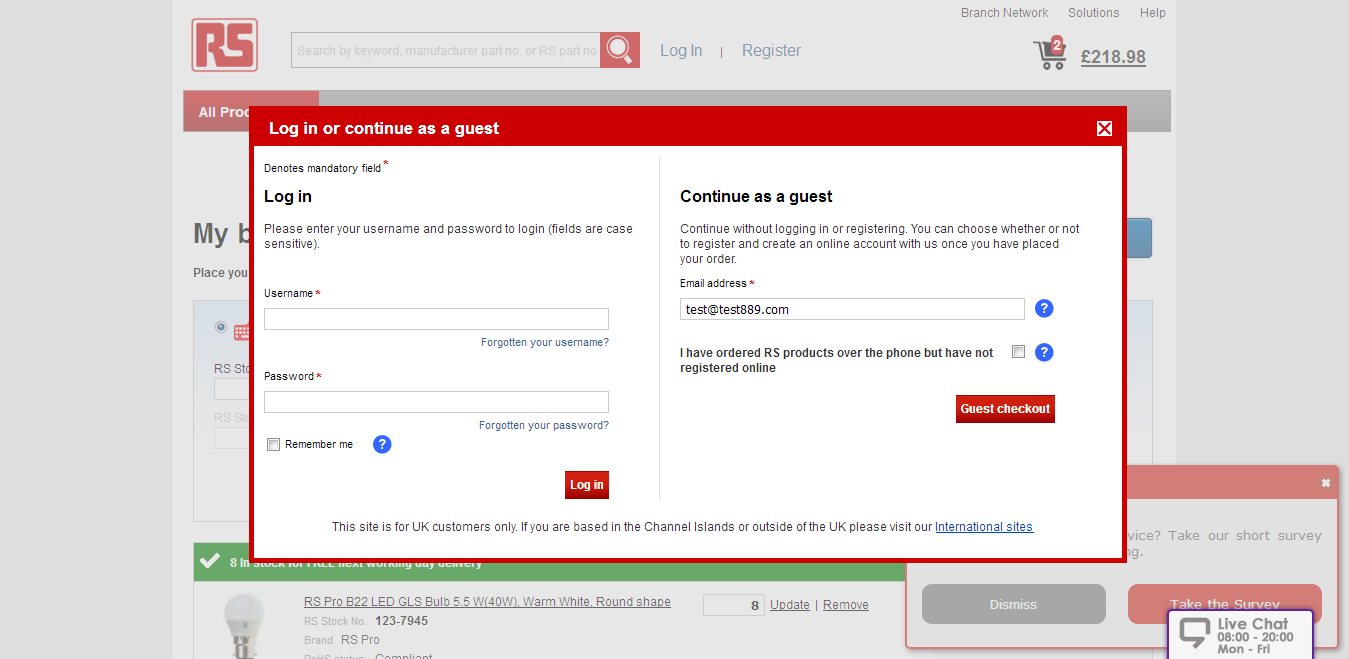 Branch Network Solutions Help
RS
Search by keyword, manufacturer part no. or RS part no
Log In | Register
2
£218.98
All Proc
Log in or continue as a guest
Denotes mandatory field *
Log in
Please enter your username and password to login (fields are case
sensitive).
Username *
Forgotten your username?
Password *
Forgotten your password?
Remember me ?
Log in
Continue as a guest
Continue without logging in or registering. You can choose whether or not
to register and create an online account with us once you have placed
your order.
Email address *
test@test889.com ?
I have ordered RS products over the phone but have not ?
registered online
Guest checkout
This site is for UK customers only. If you are based in the Channel Islands or outside of the UK please visit our International sites
My b
Place you
RS Sto
RS Sto
8 In stock for FREE next working day delivery
RS Pro B22 LED GLS Bulb 5.5 W(40W), Warm White, Round shape
8 Update | Remove
RS Stock No. 123-7945
Brand RS Pro
RoHS status: Compliant
vice? Take our short survey
ng.
Dismiss
Take the Survey
Live Chat
08:00 - 20:00
Mon - Fri